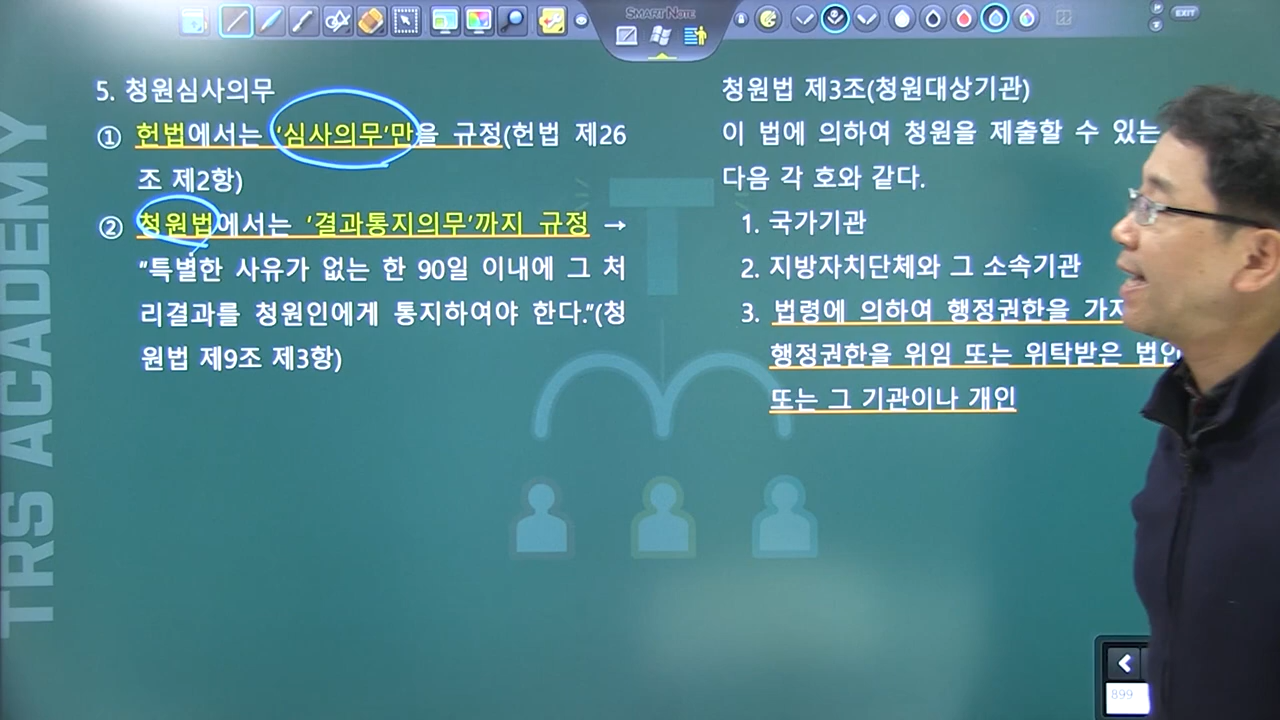 SMARTNOTE
EXIT
TRS ACADEMY
5. 청원심사의무
① 헌법에서는 '심사의무'만을 규정(헌법 제26
조 제2항)
② 청원법에서는 '결과통지의무'까지 규정 →
"특별한 사유가 없는 한 90일 이내에 그 처
리결과를 청원인에게 통지하여야 한다."(청
원법 제9조 제3항)
청원법 제3조(청원대상기관)
이 법에 의하여 청원을 제출할 수 있는
다음 각 호와 같다.
1. 국가기관
2. 지방자치단체와 그 소속기관
3. 법령에 의하여 행정권한을
행정권한을 위임 또는 위탁받은 법인
또는 그 기관이나 개인
899